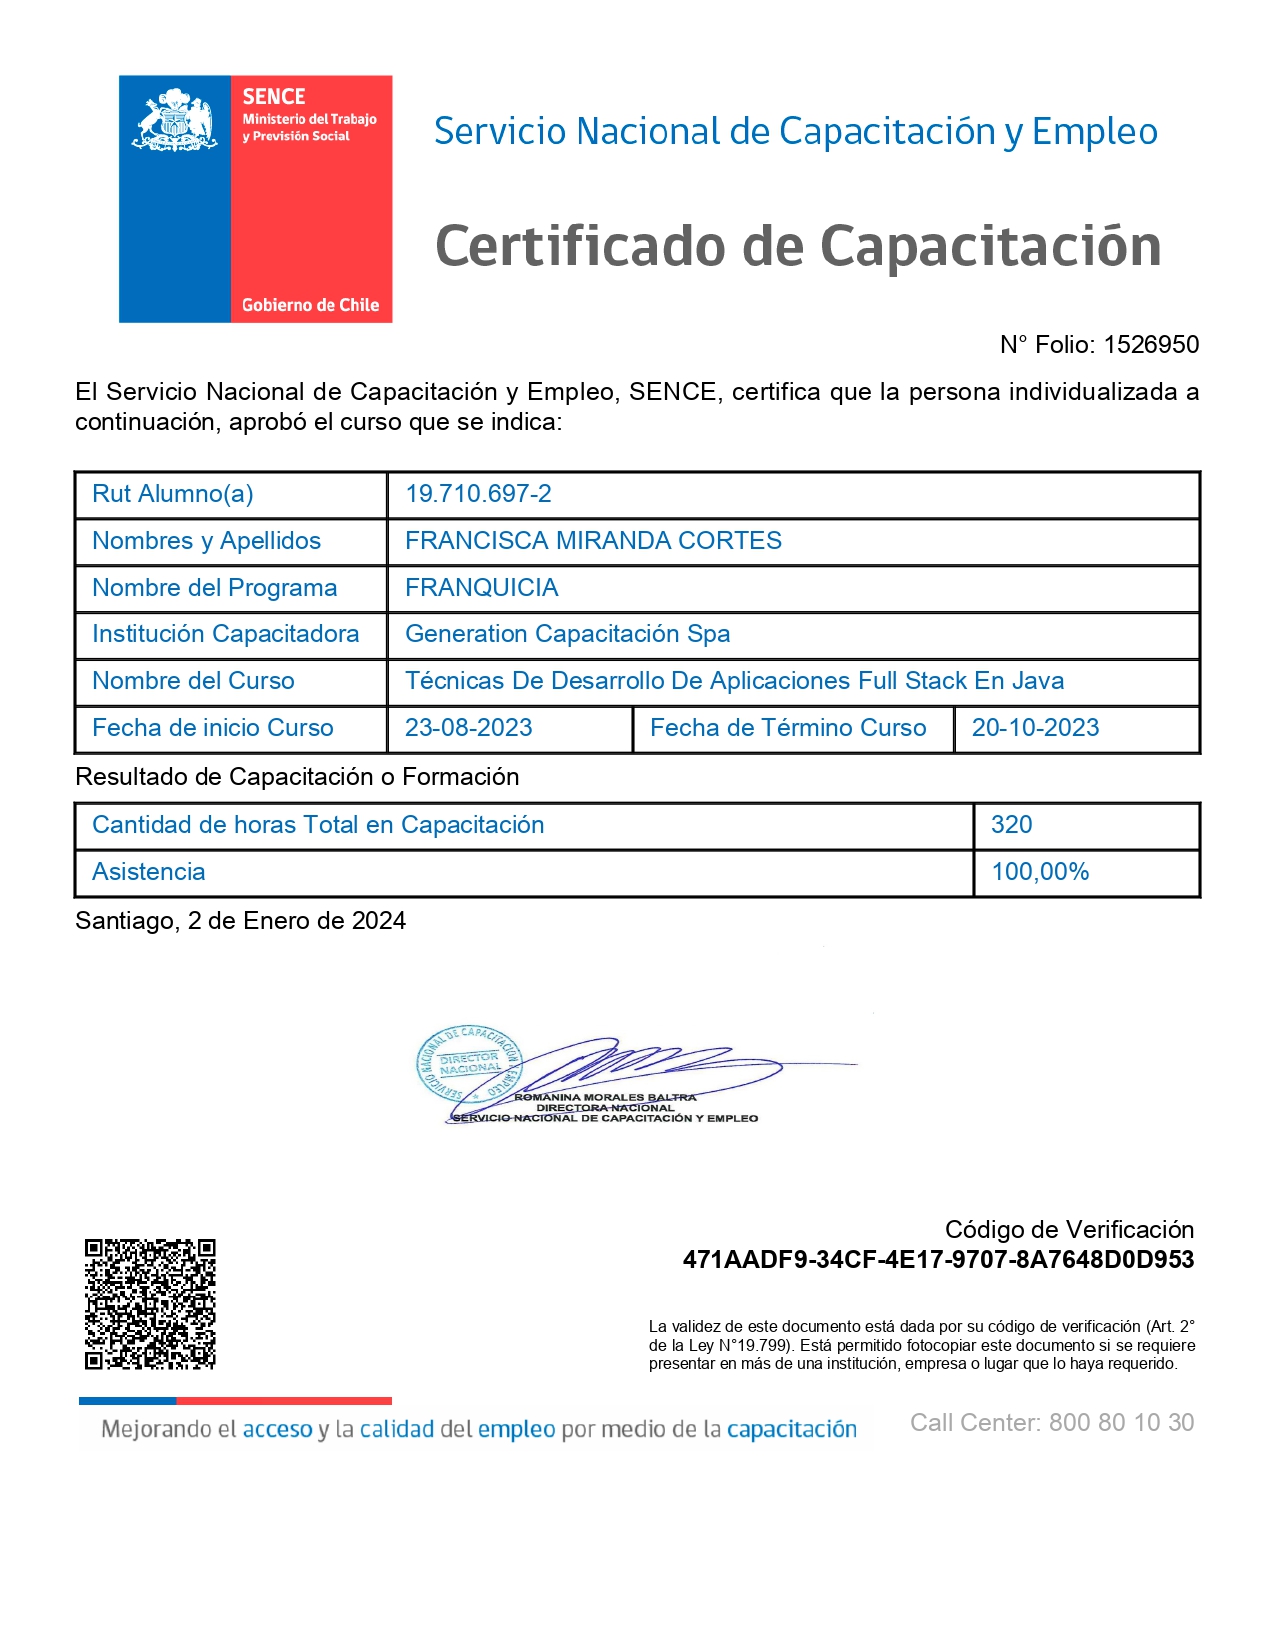 SENCE
Ministerio del Trabajo
y Previsión Social
Gobierno de Chile
Servicio Nacional de Capacitación y Empleo
Certificado de Capacitación
N° Folio: 1526950
El Servicio Nacional de Capacitación y Empleo, SENCE, certifica que la persona individualizada a
continuación, aprobó el curso que se indica:
Rut Alumno(a) 19.710.697-2
Nombres y Apellidos FRANCISCA MIRANDA CORTES
Nombre del Programa FRANQUICIA
Institución Capacitadora Generation Capacitación Spa
Nombre del Curso Técnicas De Desarrollo De Aplicaciones Full Stack En Java
Fecha de inicio Curso 23-08-2023 Fecha de Término Curso 20-10-2023
Resultado de Capacitación o Formación
Cantidad de horas Total en Capacitación 320
Asistencia 100,00%
Santiago, 2 de Enero de 2024
SERVICIO NACIONAL DE CAPACITACION Y EMPLEO
DIRECTOR
NACIONAL
ROMANINA MORALES BALTRA
DIRECTORA NACIONAL
SERVICIO NACIONAL DE CAPACITACIÓN Y EMPLEO
Código de Verificación
471AADF9-34CF-4E17-9707-8A7648D0D953
La validez de este documento está dada por su código de verificación (Art. 2°
de la Ley N°19.799). Está permitido fotocopiar este documento si se requiere
presentar en más de una institución, empresa o lugar que lo haya requerido.
Mejorando el acceso y la calidad del empleo por medio de la capacitación
Call Center: 800 80 10 30